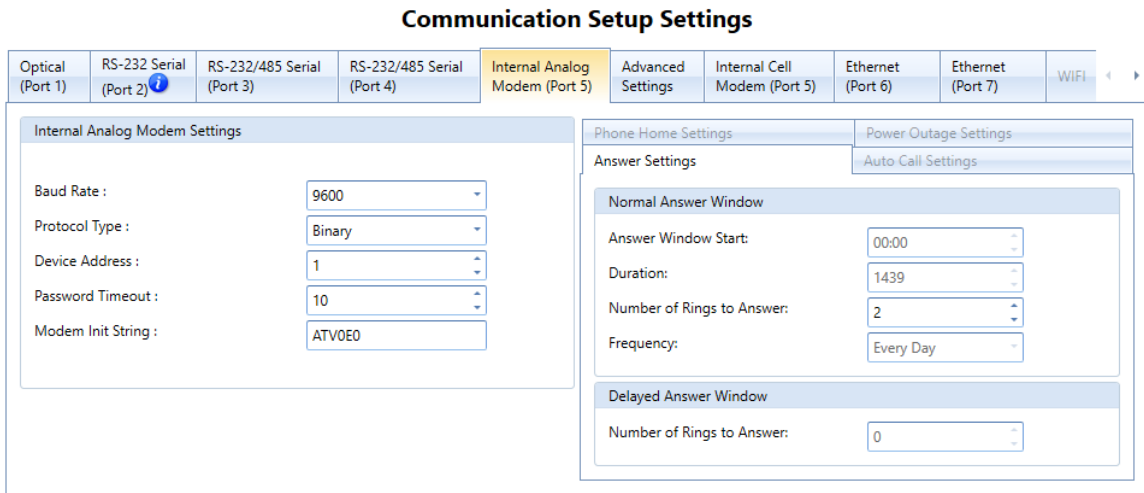 Communication Setup Settings
Optical
(Port 1)
RS-232 Serial
(Port 2)
RS-232/485 Serial
(Port 3)
RS-232/485 Serial
(Port 4)
Internal Analog
Modem (Port 5)
Advanced
Settings
Internal Cell
Modem (Port 5)
Ethernet
(Port 6)
Ethernet
(Port 7)
WIFI
Internal Analog Modem Settings
Baud Rate : 9600
Protocol Type : Binary
Device Address : 1
Password Timeout : 10
Modem Init String : ATV0E0
Phone Home Settings
Power Outage Settings
Answer Settings
Auto Call Settings
Normal Answer Window
Answer Window Start: 00:00
Duration: 1439
Number of Rings to Answer: 2
Frequency: Every Day
Delayed Answer Window
Number of Rings to Answer: 0